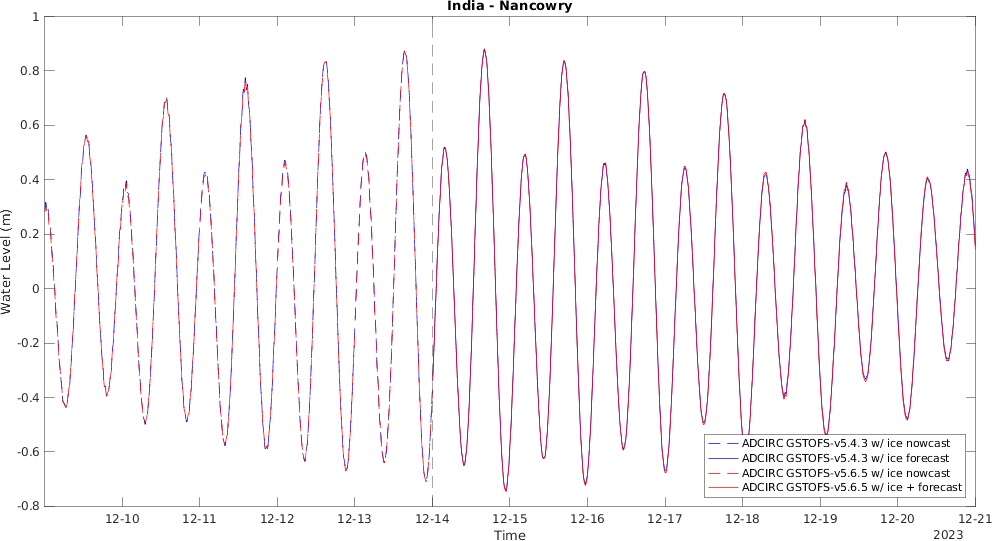 India - Nancowry
1
0.8
0.6
0.4
0.2
0
-0.2
-0.4
-0.6
-0.8
Water Level (m)
12-10 12-11 12-12 12-13 12-14 12-15 12-16 12-17 12-18 12-19 12-20 12-21
Time
2023
ADCIRC GSTOFS-v5.4.3 w/ ice nowcast
ADCIRC GSTOFS-v5.4.3 w/ ice forecast
ADCIRC GSTOFS-v5.6.5 w/ ice nowcast
ADCIRC GSTOFS-v5.6.5 w/ ice + forecast